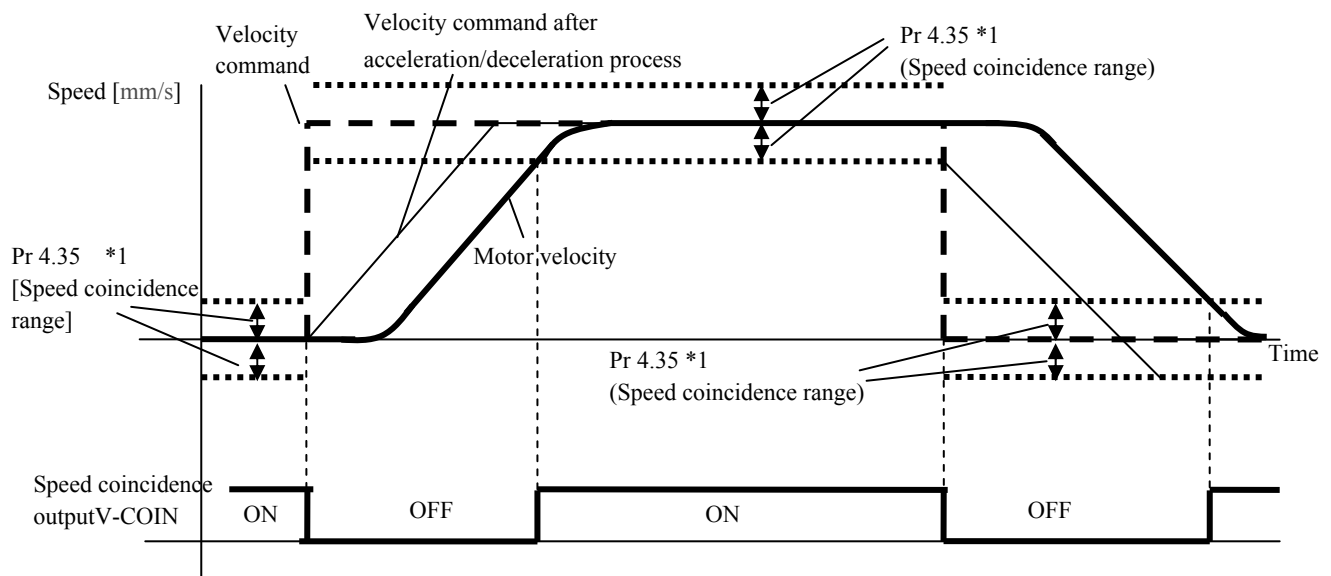 Velocity command after
acceleration/deceleration process
Velocity
command
Pr 4.35 *1
(Speed coincidence range)
Speed [mm/s]
Motor velocity
Pr 4.35 *1
[Speed coincidence
range]
Pr 4.35 *1
(Speed coincidence range)
Time
Speed coincidence
outputV-COIN
ON
OFF
ON
OFF